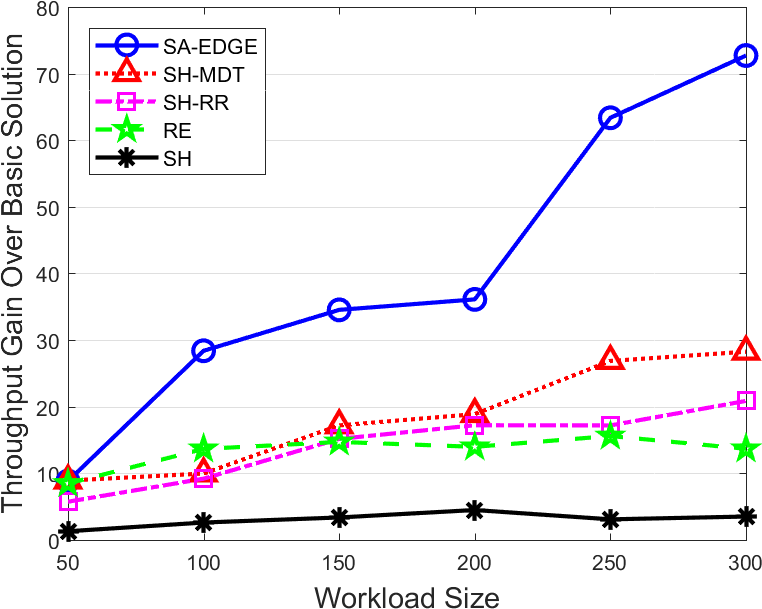 Throughput Gain Over Basic Solution
80
70
60
50
40
30
20
10
0
SA-EDGE
SH-MDT
SH-RR
RE
SH
50 100 150 200 250 300
Workload Size